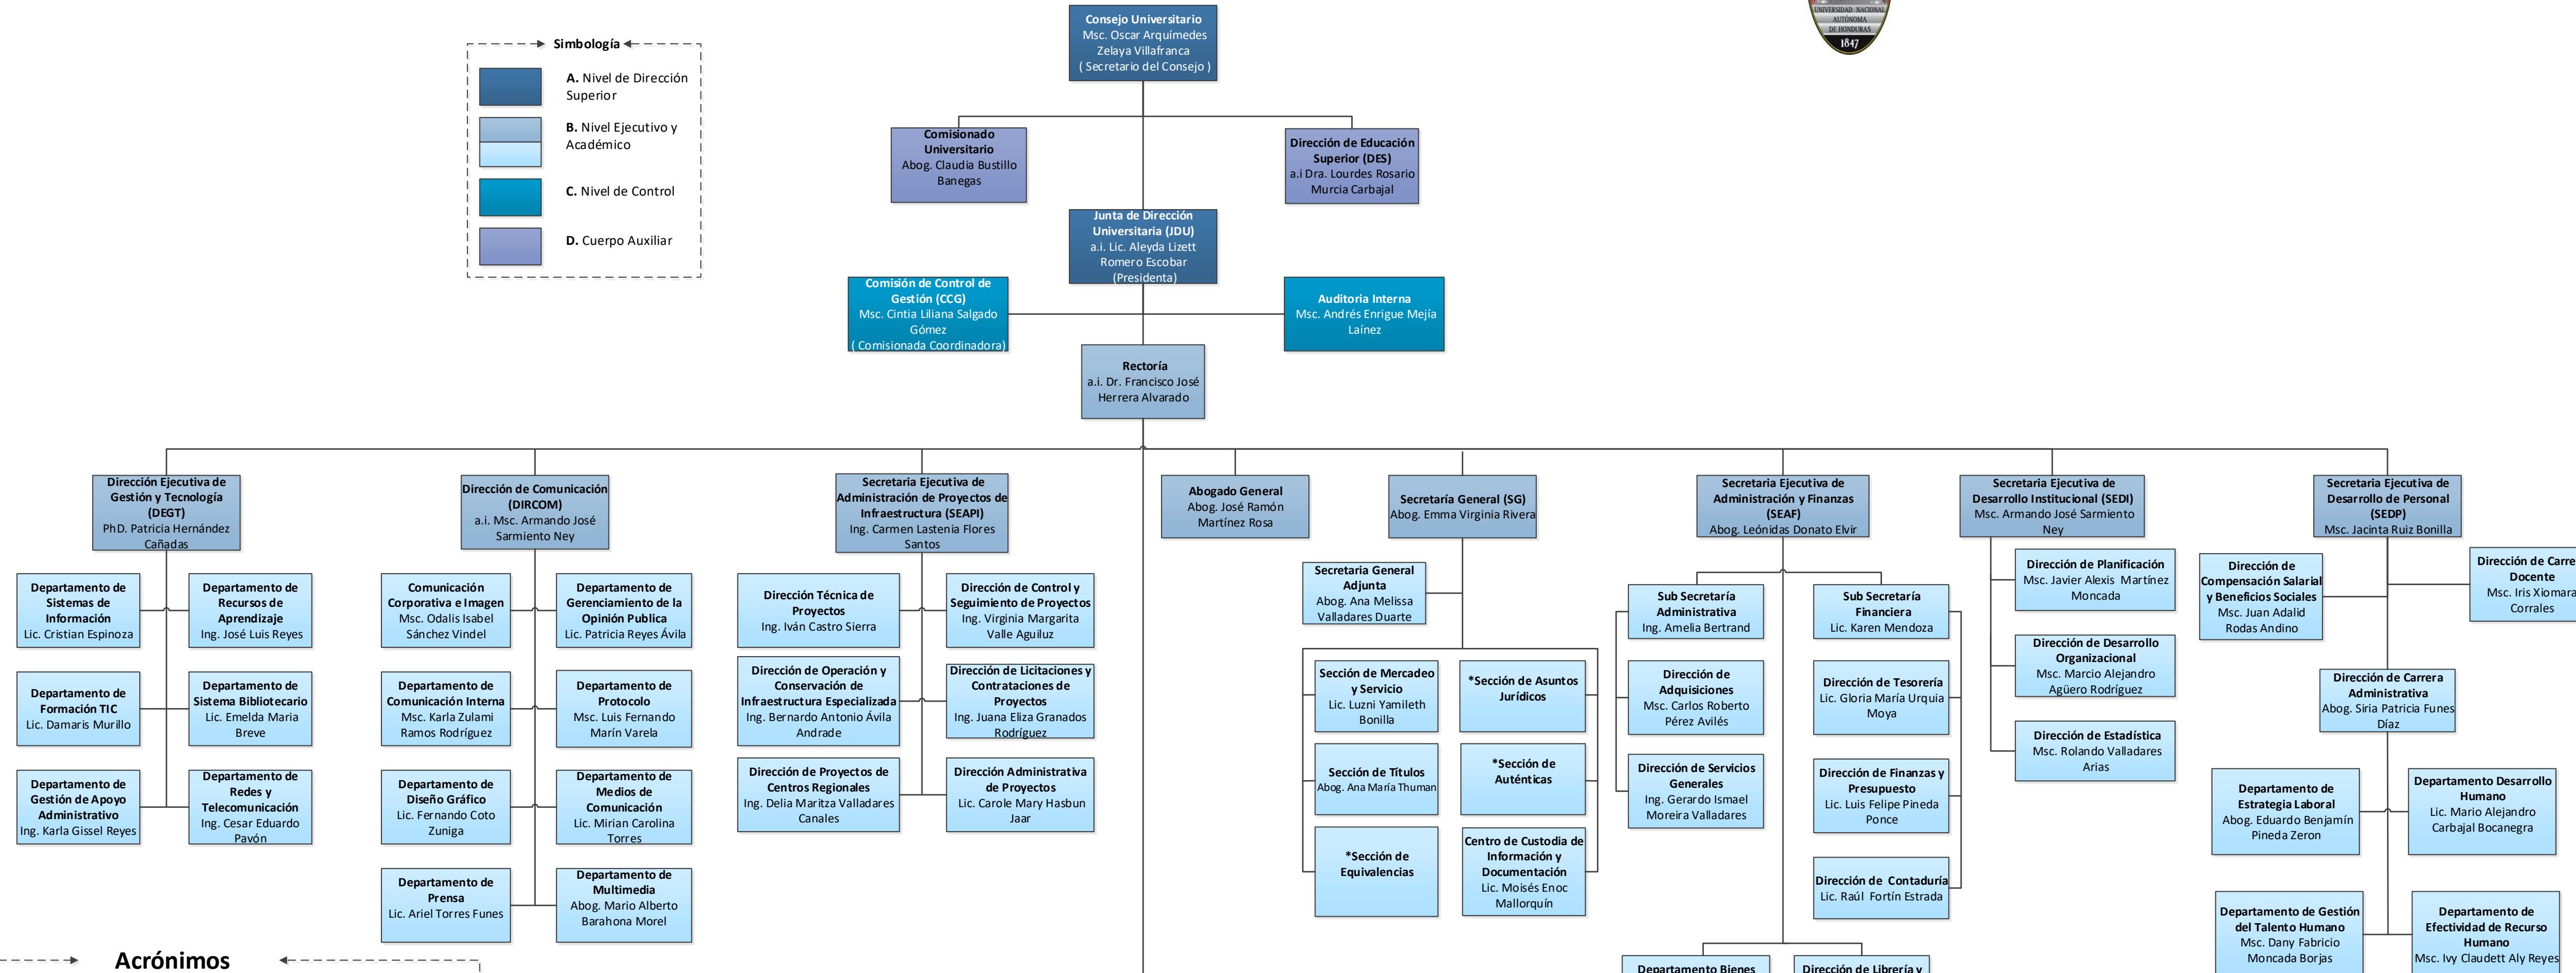 UNIVERSIDAD NACIONAL
AUTÓNOMA
DE HONDURAS
1847
Simbología
A. Nivel de Dirección
Superior
B. Nivel Ejecutivo y
Académico
C. Nivel de Control
D. Cuerpo Auxiliar
Consejo Universitario
Msc. Oscar Arquímedes
Zelaya Villafranca
( Secretario del Consejo )
Comisionado
Universitario
Abog. Claudia Bustillo
Banegas
Dirección de Educación
Superior (DES)
a.i Dra. Lourdes Rosario
Murcia Carbajal
Junta de Dirección
Universitaria (JDU)
a.i. Lic. Aleyda Lizett
Romero Escobar
(Presidenta)
Comisión de Control de
Gestión (CCG)
Msc. Cintia Liliana Salgado
Gómez
( Comisionada Coordinadora)
Auditoria Interna
Msc. Andrés Enrigue Mejía
Laínez
Rectoría
a.i. Dr. Francisco José
Herrera Alvarado
Dirección Ejecutiva de
Gestión y Tecnología
(DEGT)
PhD. Patricia Hernández
Cañadas
Departamento de
Sistemas de
Información
Lic. Cristian Espinoza
Departamento de
Recursos de
Aprendizaje
Ing. José Luis Reyes
Departamento de
Formación TIC
Lic. Damaris Murillo
Departamento de
Sistema Bibliotecario
Lic. Emelda Maria
Breve
Departamento de
Gestión de Apoyo
Administrativo
Ing. Karla Gissel Reyes
Departamento de
Redes y
Telecomunicación
Ing. Cesar Eduardo
Pavón
Dirección de Comunicación
(DIRCOM)
a.i. Msc. Armando José
Sarmiento Ney
Comunicación
Corporativa e Imagen
Msc. Odalis Isabel
Sánchez Vindel
Departamento de
Gerenciamiento de la
Opinión Publica
Lic. Patricia Reyes Ávila
Departamento de
Comunicación Interna
Msc. Karla Zulami
Ramos Rodríguez
Departamento de
Protocolo
Msc. Luis Fernando
Marín Varela
Departamento de
Diseño Gráfico
Lic. Fernando Coto
Zuniga
Departamento de
Medios de
Comunicación
Lic. Mirian Carolina
Torres
Departamento de
Prensa
Lic. Ariel Torres Funes
Departamento de
Multimedia
Abog. Mario Alberto
Barahona Morel
Secretaria Ejecutiva de
Administración de Proyectos de
Infraestructura (SEAPI)
Ing. Carmen Lastenia Flores
Santos
Dirección Técnica de
Proyectos
Ing. Iván Castro Sierra
Dirección de Control y
Seguimiento de Proyectos
Ing. Virginia Margarita
Valle Aguiluz
Dirección de Operación y
Conservación de
Infraestructura Especializada
Ing. Bernardo Antonio Ávila
Andrade
Dirección de Licitaciones y
Contrataciones de
Proyectos
Ing. Juana Eliza Granados
Rodríguez
Dirección de Proyectos de
Centros Regionales
Ing. Delia Maritza Valladares
Canales
Dirección Administrativa
de Proyectos
Lic. Carole Mary Hasbun
Jaar
Abogado General
Abog. José Ramón
Martínez Rosa
Secretaría General (SG)
Abog. Emma Virginia Rivera
Secretaria General
Adjunta
Abog. Ana Melissa
Valladares Duarte
Sección de Mercadeo
y Servicio
Lic. Luzni Yamileth
Bonilla
*Sección de Asuntos
Jurídicos
Sección de Títulos
Abog. Ana María Thuman
*Sección de
Auténticas
*Sección de
Equivalencias
Centro de Custodia de
Información y
Documentación
Lic. Moisés Enoc
Mallorquín
Secretaria Ejecutiva de
Administración y Finanzas
(SEAF)
Abog. Leónidas Donato Elvir
Sub Secretaría
Administrativa
Ing. Amelia Bertrand
Dirección de
Adquisiciones
Msc. Carlos Roberto
Pérez Avilés
Dirección de Servicios
Generales
Ing. Gerardo Ismael
Moreira Valladares
Sub Secretaría
Financiera
Lic. Karen Mendoza
Dirección de Tesorería
Lic. Gloria María Urquia
Moya
Dirección de Finanzas y
Presupuesto
Lic. Luis Felipe Pineda
Ponce
Dirección de Contaduría
Lic. Raúl Fortín Estrada
Departamento Bienes
Dirección de Librería y
Secretaria Ejecutiva de
Desarrollo Institucional (SEDI)
Msc. Armando José Sarmiento
Ney
Dirección de Planificación
Msc. Javier Alexis Martínez
Moncada
Dirección de Desarrollo
Organizacional
Msc. Marcio Alejandro
Agüero Rodríguez
Dirección de Estadística
Msc. Rolando Valladares
Arias
Secretaria Ejecutiva de
Desarrollo de Personal
(SEDP)
Msc. Jacinta Ruiz Bonilla
Dirección de
Compensación Salarial
y Beneficios Sociales
Msc. Juan Adalid
Rodas Andino
Dirección de Carre
Docente
Msc. Iris Xiomara
Corrales
Dirección de Carrera
Administrativa
Abog. Siria Patricia Funes
Díaz
Departamento de
Estrategia Laboral
Abog. Eduardo Benjamín
Pineda Zeron
Departamento Desarrollo
Humano
Lic. Mario Alejandro
Carbajal Bocanegra
Departamento de Gestión
del Talento Humano
Msc. Dany Fabricio
Moncada Borjas
Departamento de
Efectividad de Recurso
Humano
Msc. Ivy Claudett Aly Reyes
Acrónimos